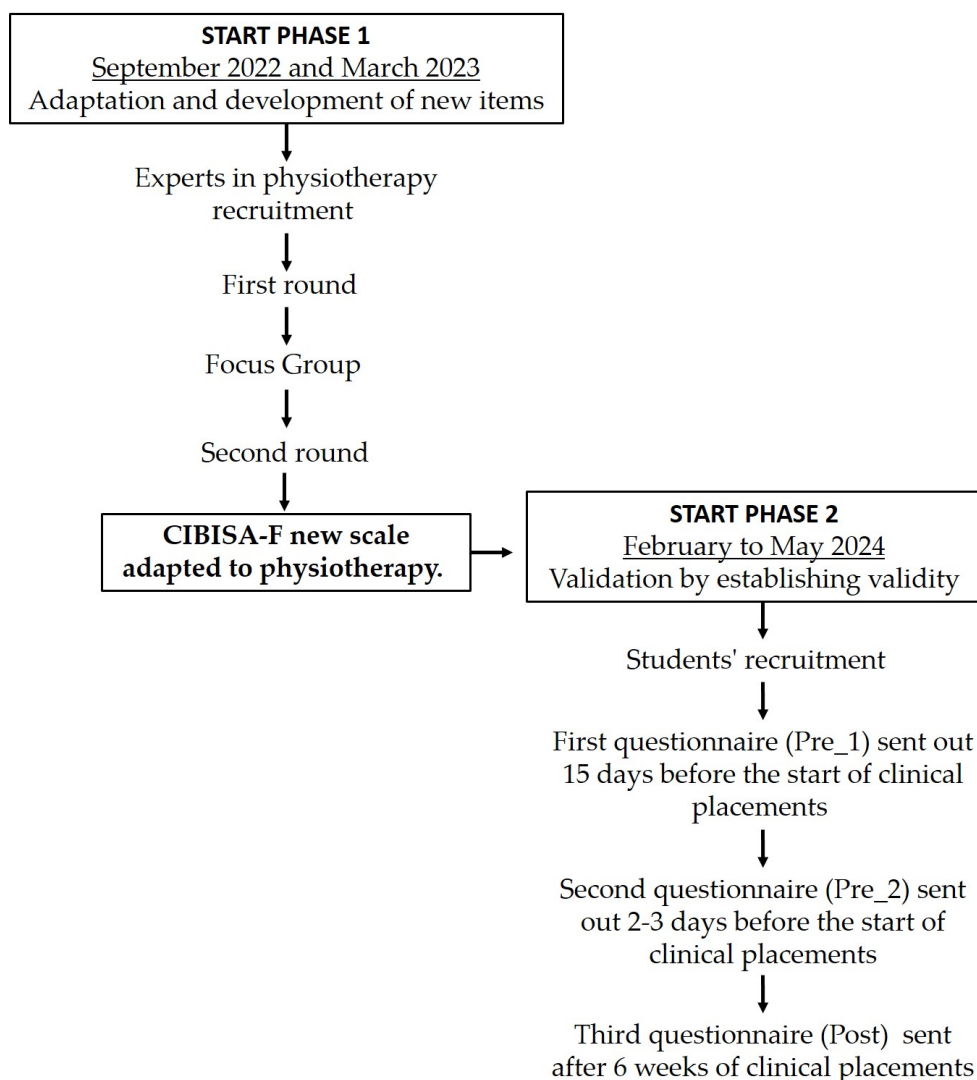 START PHASE 1
September 2022 and March 2023
Adaptation and development of new items
Experts in physiotherapy
recruitment
First round
Focus Group
Second round
CIBISA-F new scale
adapted to physiotherapy.
START PHASE 2
February to May 2024
Validation by establishing validity
Students' recruitment
First questionnaire (Pre_1) sent out
15 days before the start of clinical
placements
Second questionnaire (Pre_2) sent
out 2-3 days before the start of
clinical placements
Third questionnaire (Post) sent
after 6 weeks of clinical placements